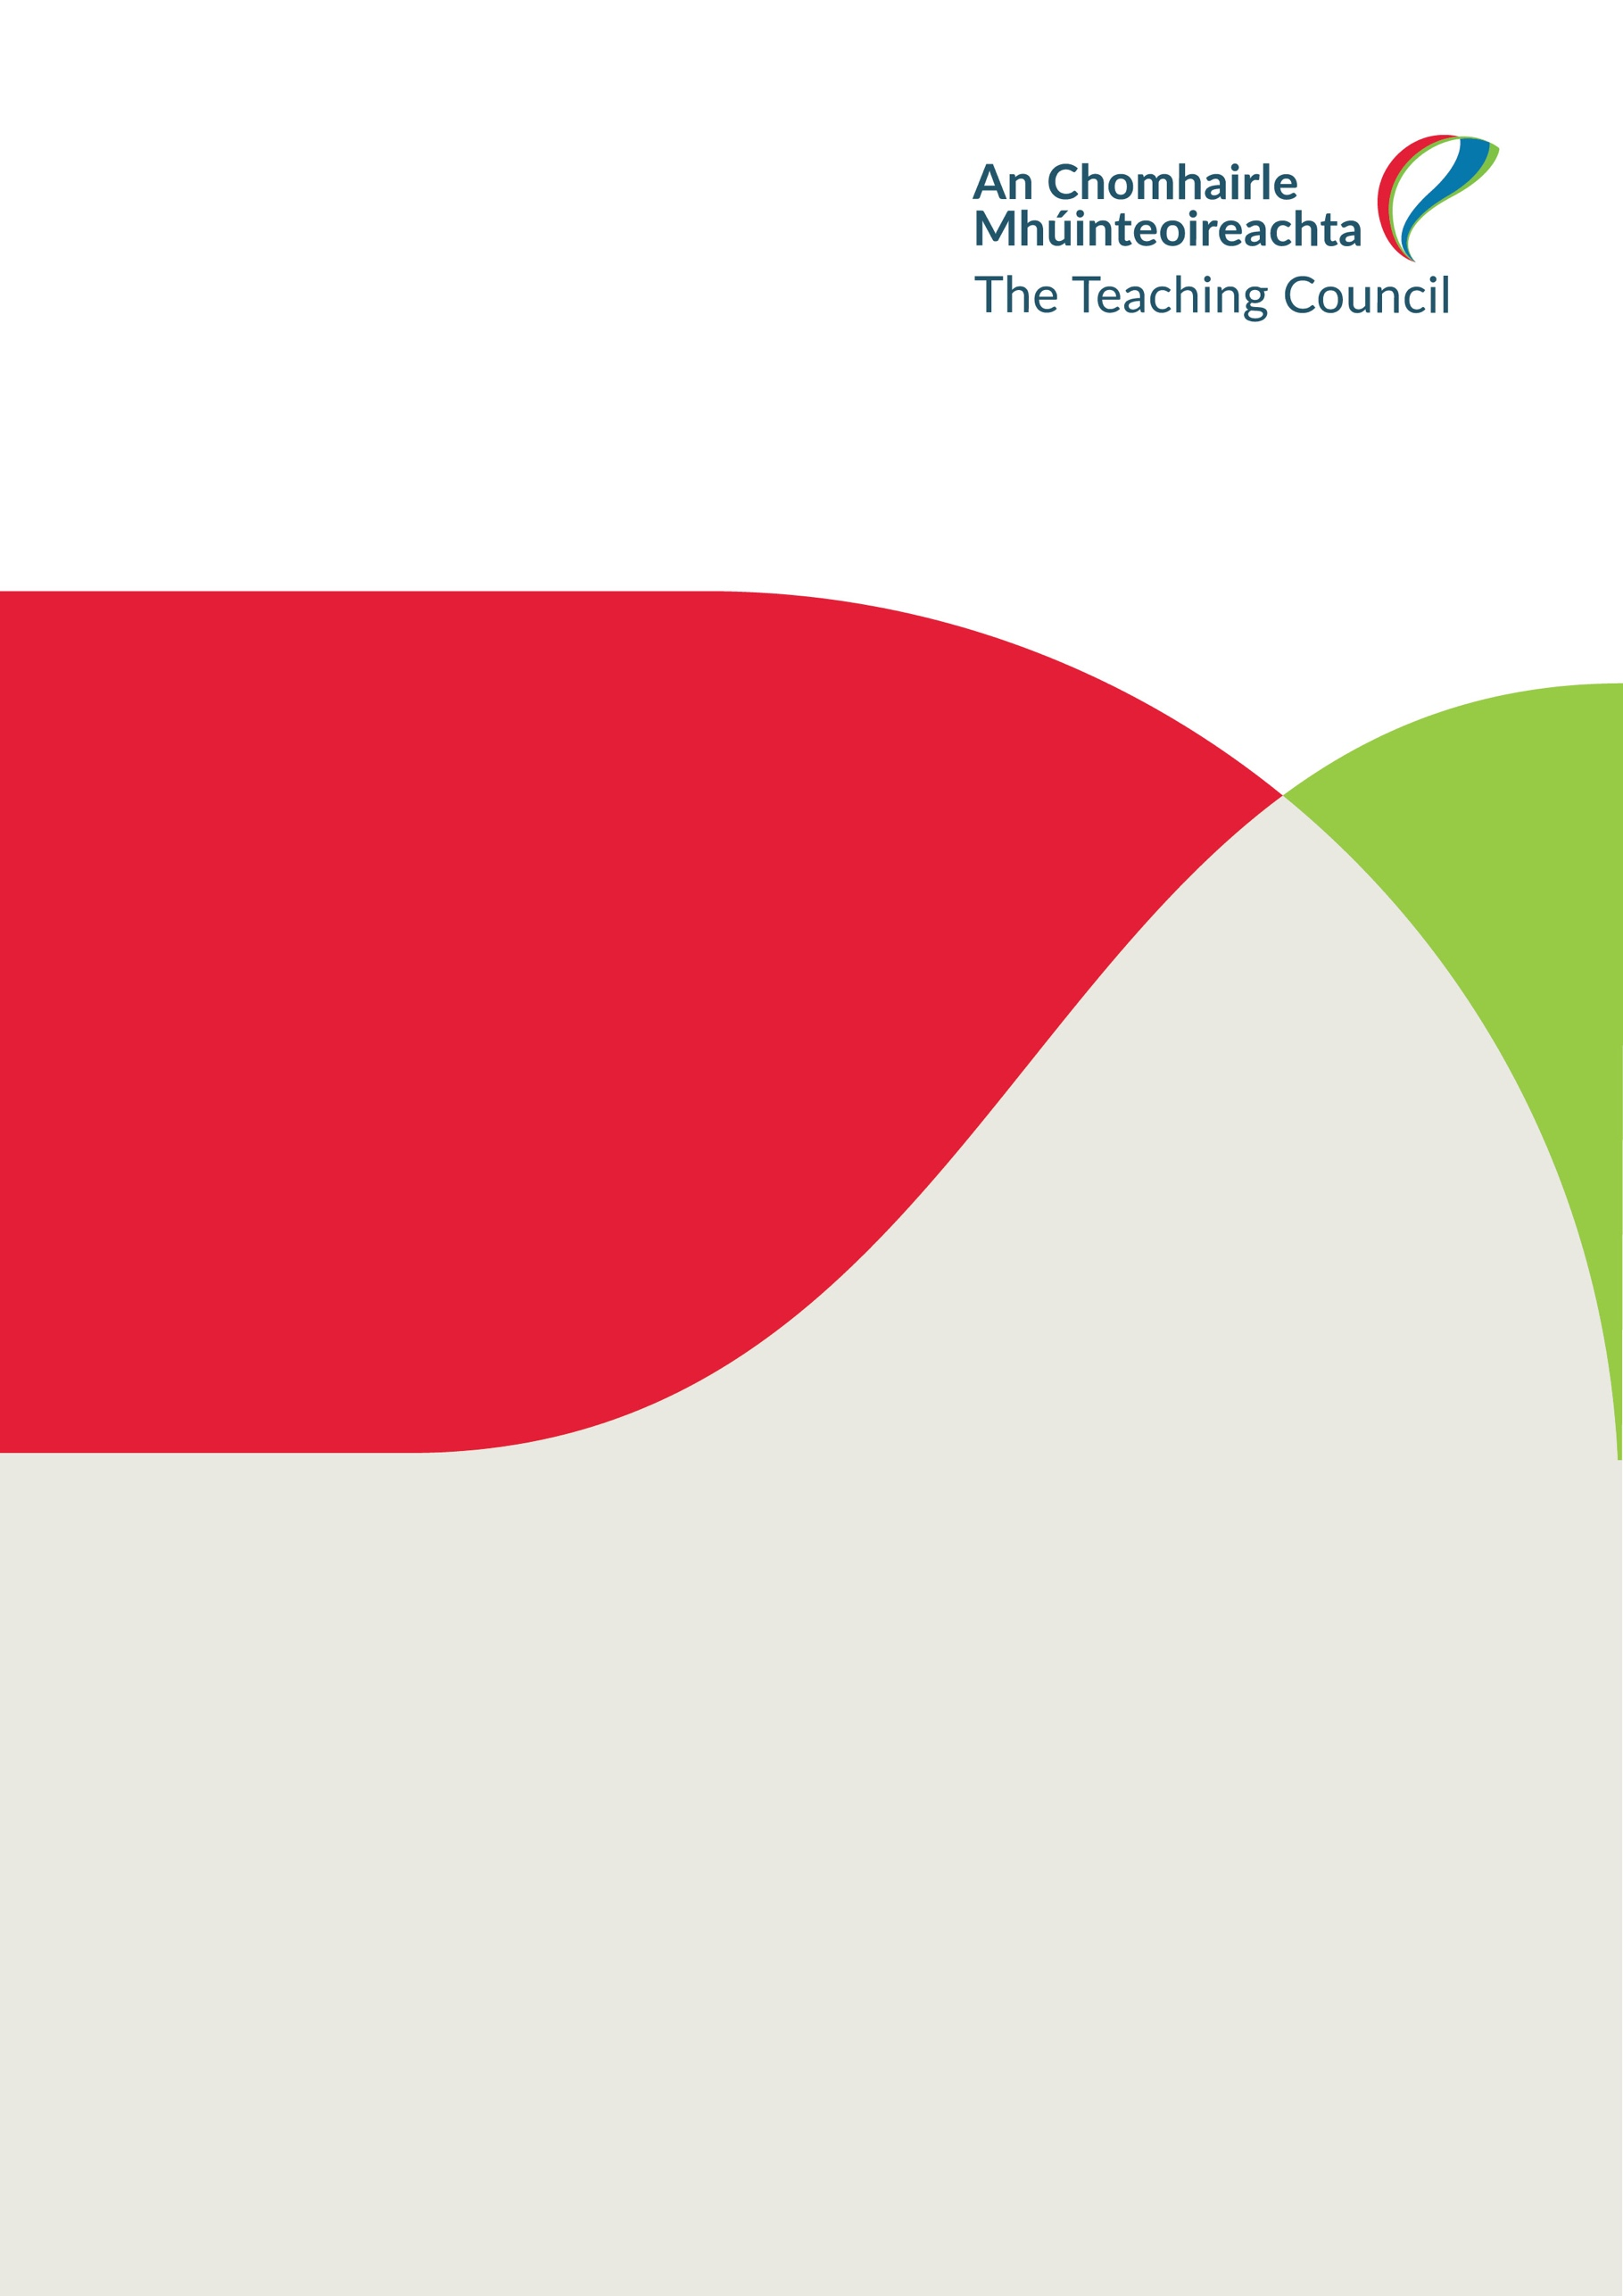 An Chomhairle
Mhúinteoireachta
The Teaching Council